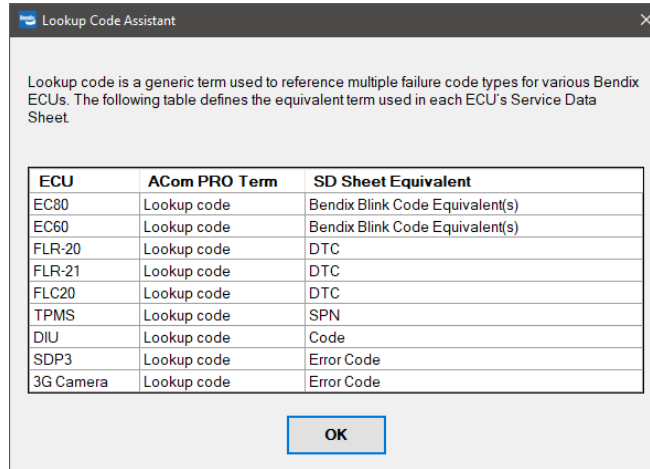 Lookup Code Assistant
Lookup code is a generic term used to reference multiple failure code types for various Bendix
ECUs. The following table defines the equivalent term used in each ECU`s Service Data
Sheet.
ECU ACom PRO Term SD Sheet Equivalent
EC80 Lookup code Bendix Blink Code Equivalent(s)
EC60 Lookup code Bendix Blink Code Equivalent(s)
FLR-20 Lookup code DTC
FLR-21 Lookup code DTC
FLC20 Lookup code DTC
TPMS Lookup code SPN
DIU Lookup code Code
SDP3 Lookup code Error Code
3G Camera Lookup code Error Code
OK